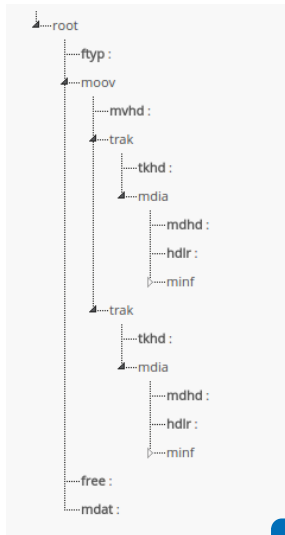 root
ftyp :
moov
mvhd :
trak
tkhd :
mdia
mdhd :
hdlr :
minf
trak
tkhd :
mdia
mdhd :
hdlr :
minf
free :
mdat :